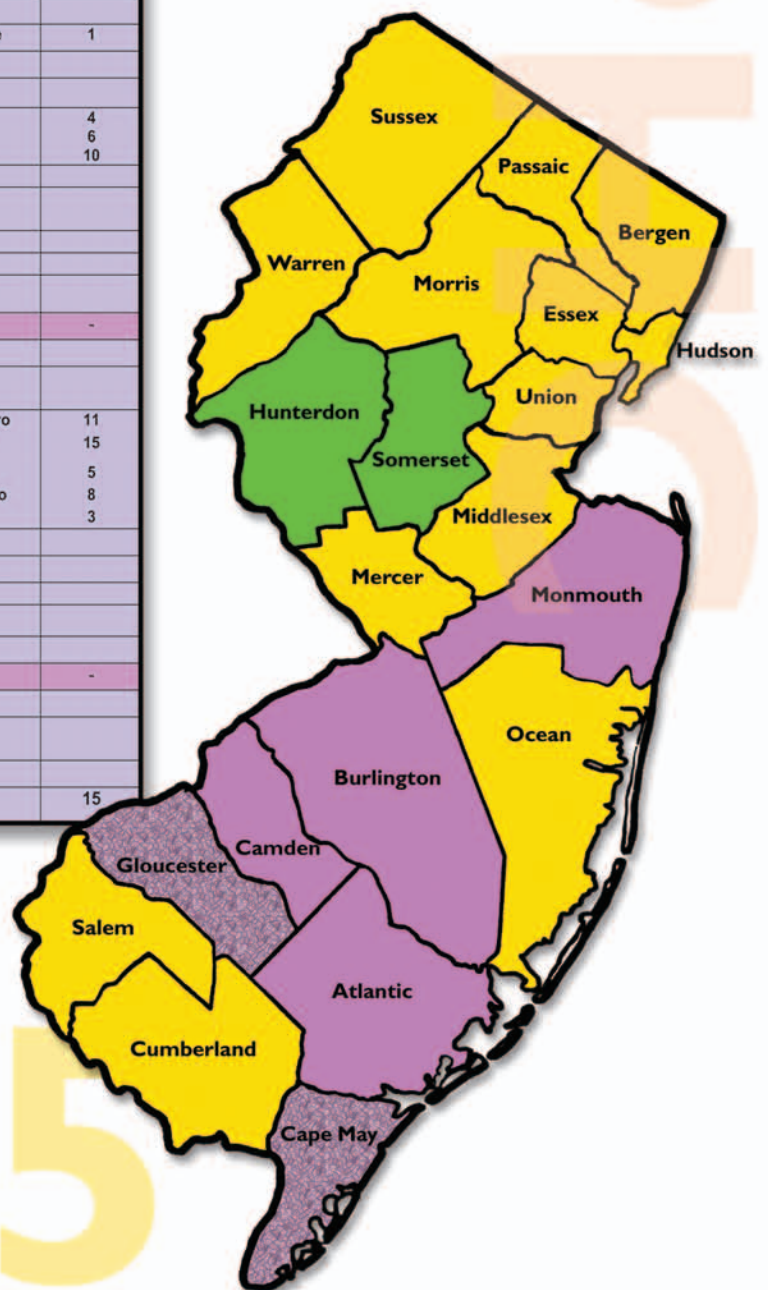 1
4
6
10
-
11
15
5
8
3
-
15
Sussex
Passaic
Bergen
Warren
Morris
Essex
Hudson
Hunterdon
Union
Somerset
Middlesex
Mercer
Monmouth
Ocean
Burlington
Camden
Gloucester
Salem
Atlantic
Cumberland
Cape May
5